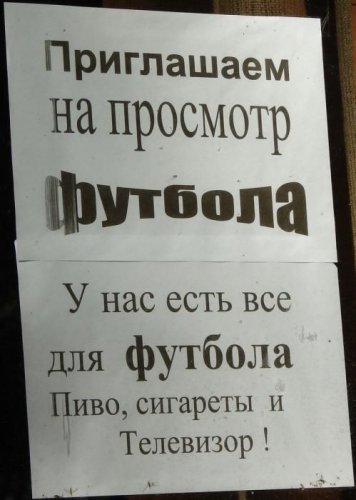 Приглашаем
на просмотр
футбола
У нас есть все
для футбола
Пиво, сигареты и
Телевизор !